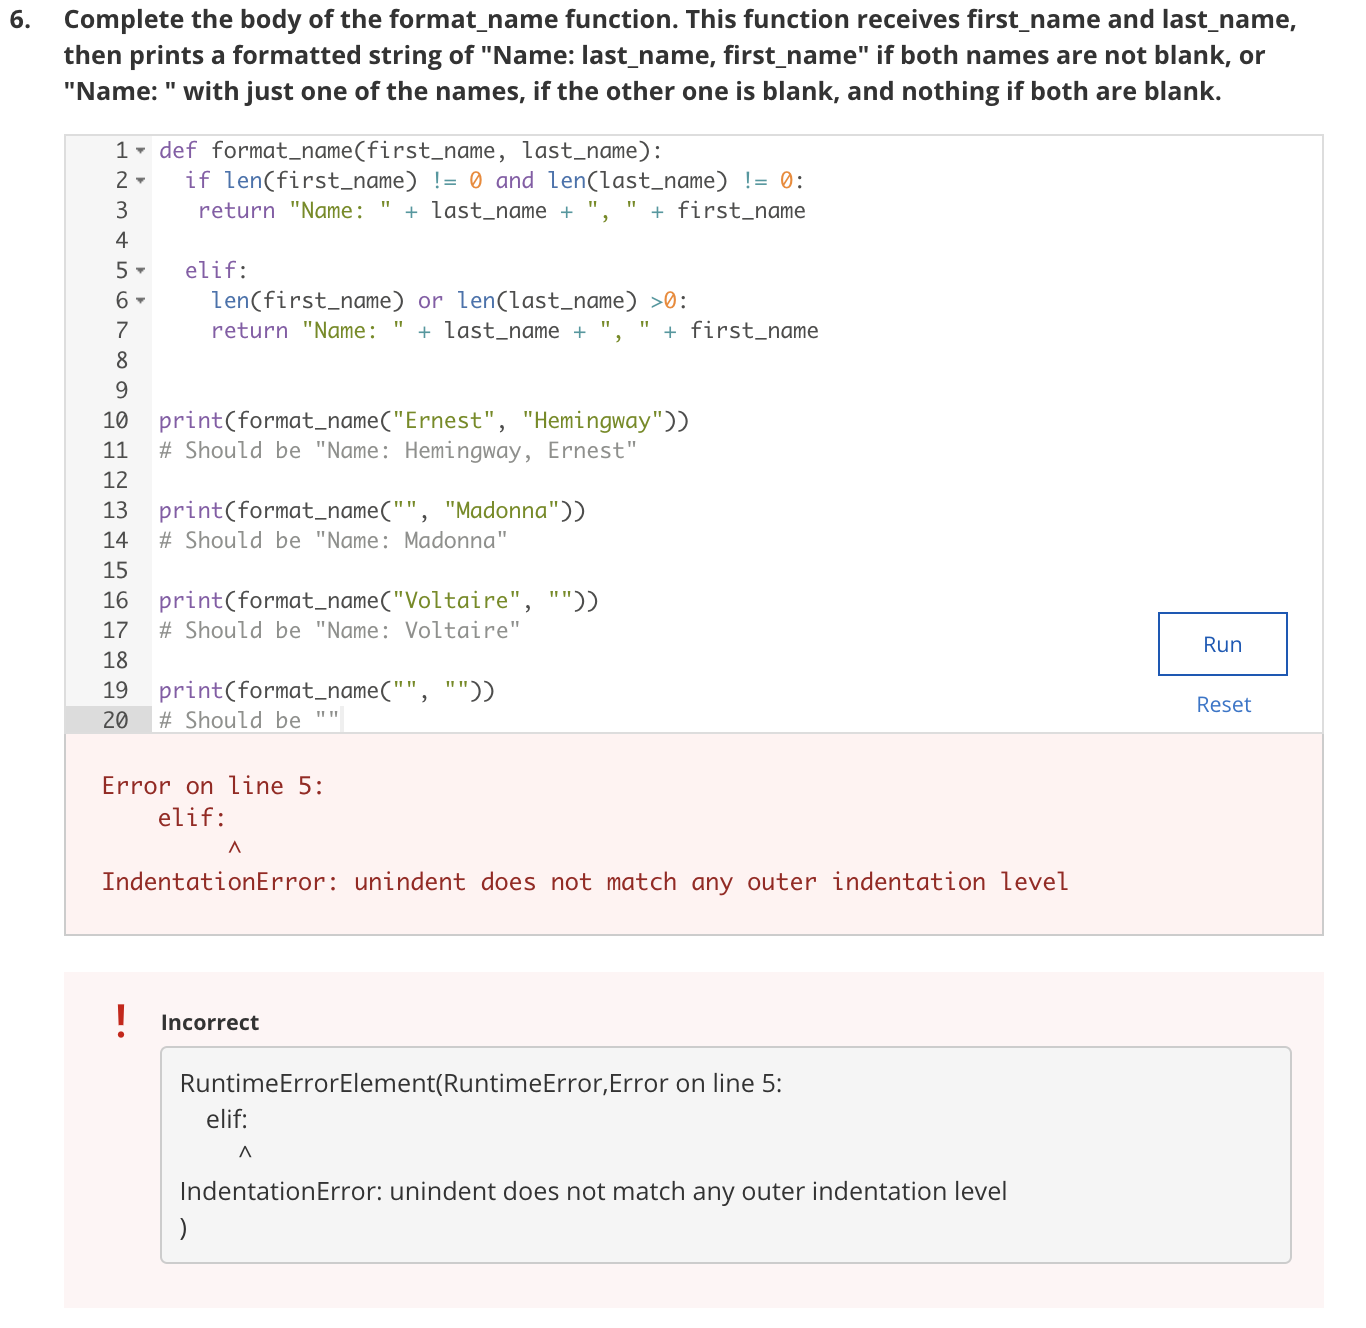 6. Complete the body of the format_name function. This function receives first_name and last_name,
then prints a formatted string of "Name: last_name, first_name" if both names are not blank, or
"Name: " with just one of the names, if the other one is blank, and nothing if both are blank.
1 def format_name(first_name, last_name):
2   if len(first_name) != 0 and len(last_name) != 0:
3    return "Name: " + last_name + ", " + first_name
4
5   elif:
6     len(first_name) or len(last_name) >0:
7     return "Name: " + last_name + ", " + first_name
8
9
10 print(format_name("Ernest", "Hemingway"))
11 # Should be "Name: Hemingway, Ernest"
12
13 print(format_name("", "Madonna"))
14 # Should be "Name: Madonna"
15
16 print(format_name("Voltaire", ""))
17 # Should be "Name: Voltaire"
Run
18
19 print(format_name("", ""))
Reset
20 # Should be ""
Error on line 5:
    elif:
         ^
IndentationError: unindent does not match any outer indentation level
! Incorrect
RuntimeErrorElement(RuntimeError,Error on line 5:
    elif:
         ^
IndentationError: unindent does not match any outer indentation level
)